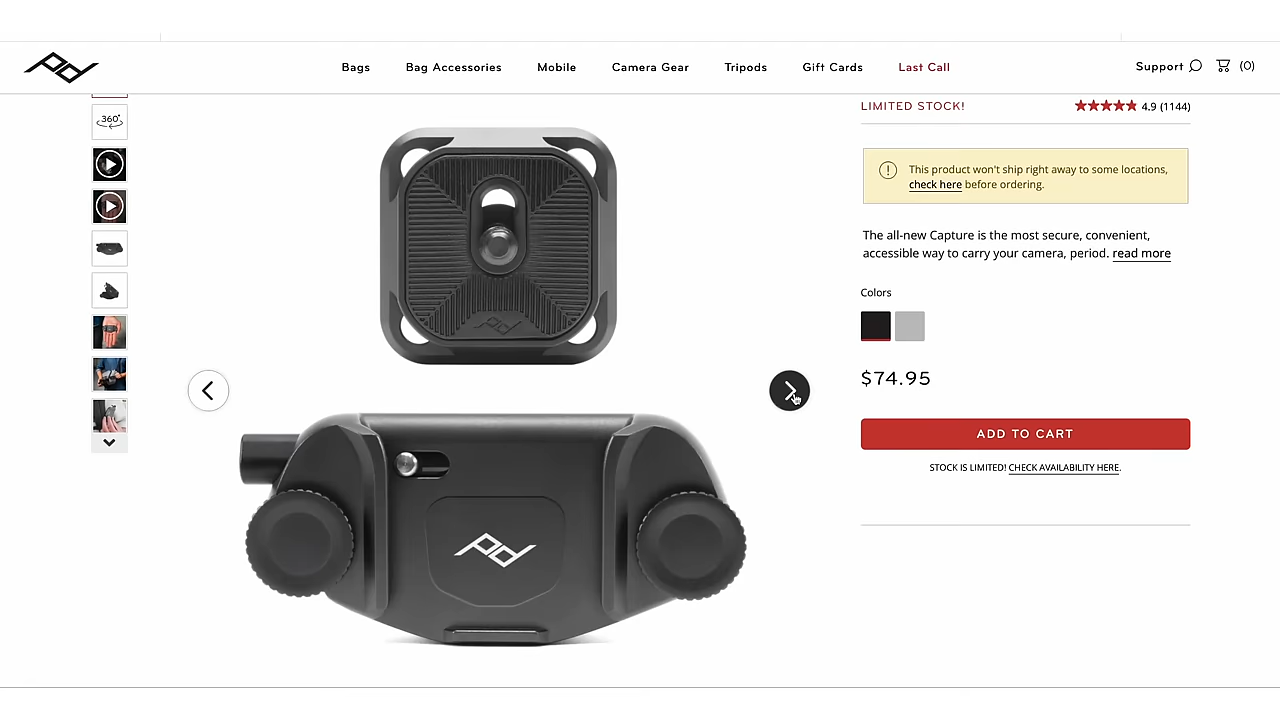 Bags
Bag Accessories
Mobile
Camera Gear
Tripods
Gift Cards
Last Call
Support
(0)
360°
LIMITED STOCK!
4.9 (1144)
This product won't ship right away to some locations,
check here before ordering.
The all-new Capture is the most secure, convenient,
accessible way to carry your camera, period. read more
Colors
$74.95
ADD TO CART
STOCK IS LIMITED! CHECK AVAILABILITY HERE.